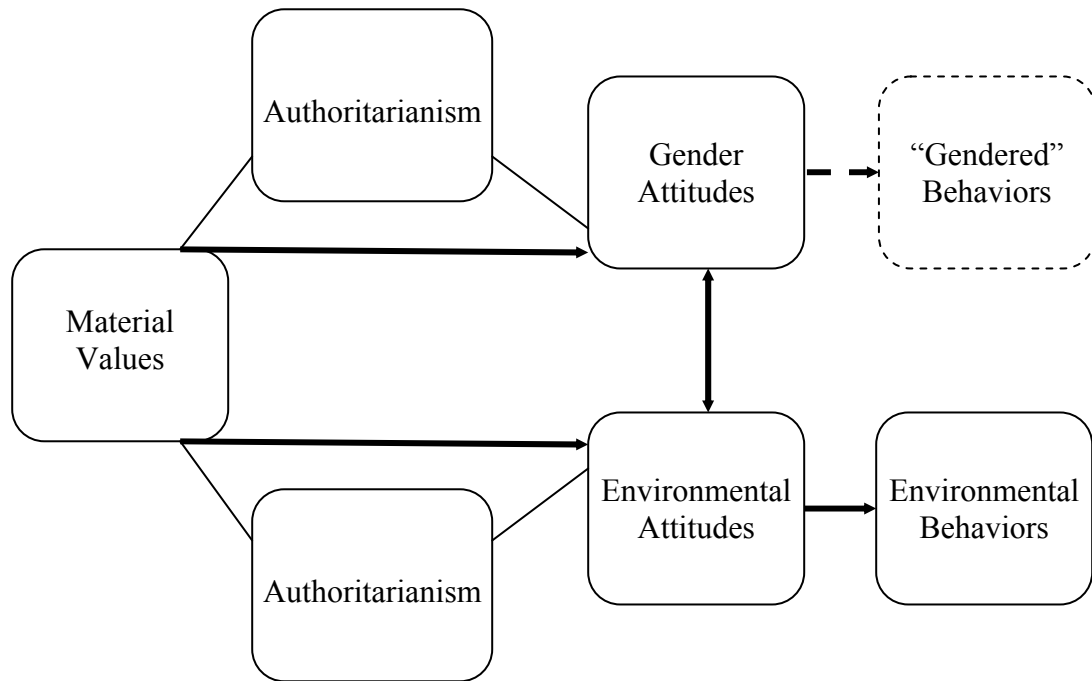 Authoritarianism
Gender
Attitudes
“Gendered”
Behaviors
Material
Values
Environmental
Attitudes
Environmental
Behaviors
Authoritarianism